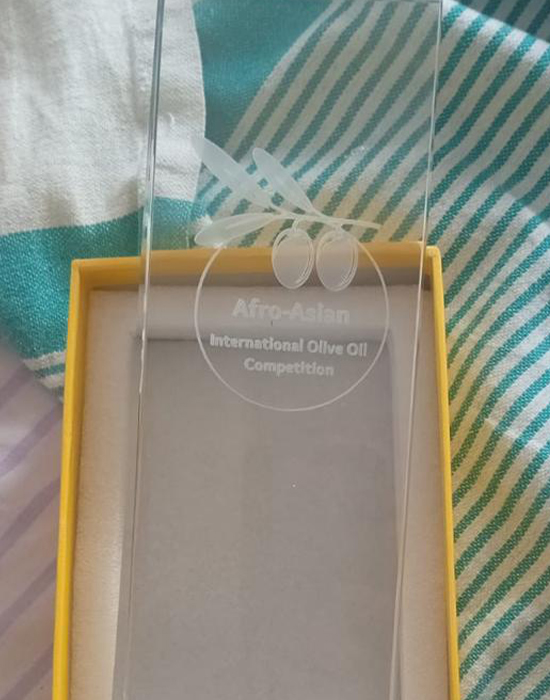 Afro-Asian
International Olive Oil
Competition